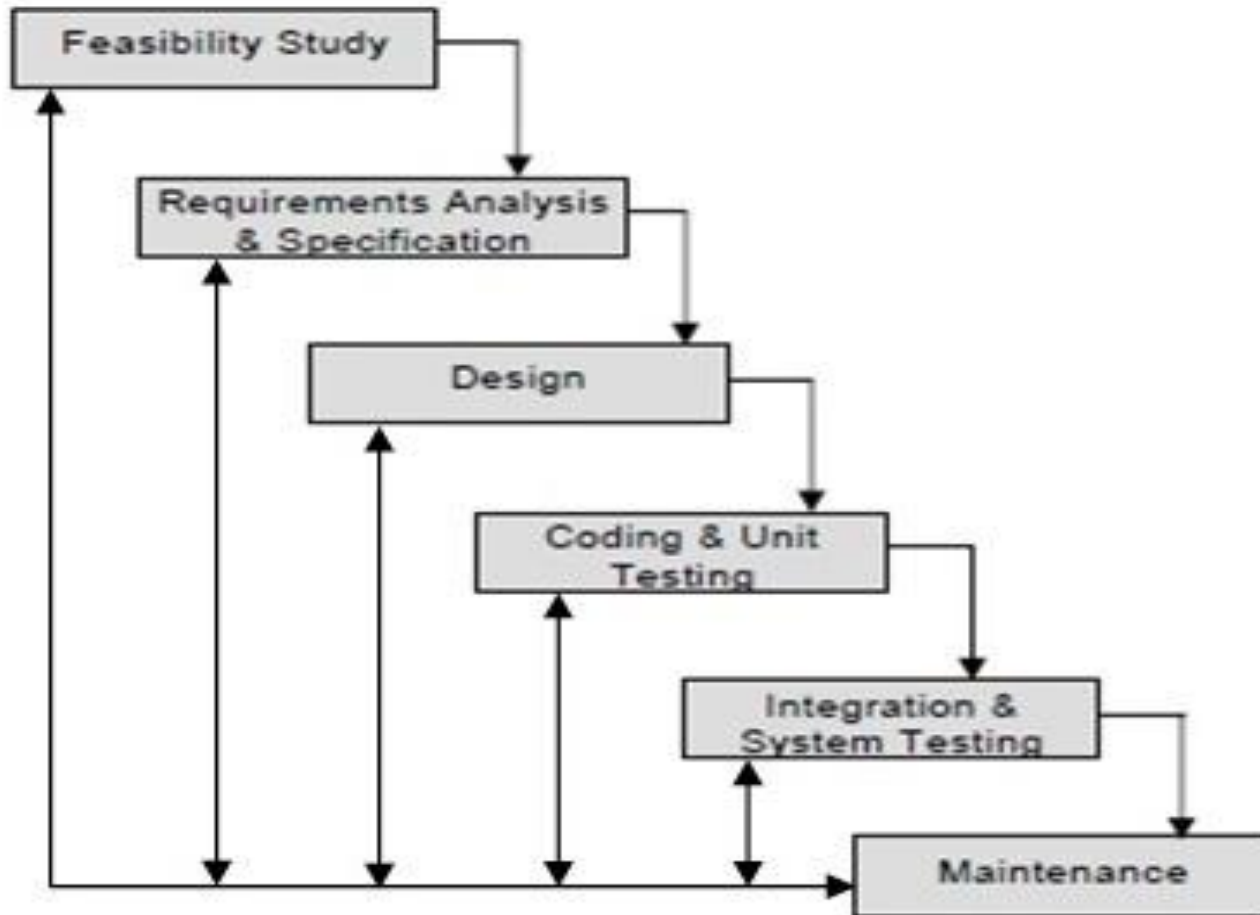 Feasibility Study
Requirements Analysis
& Specification
Design
Coding & Unit
Testing
Integration &
System Testing
Maintenance